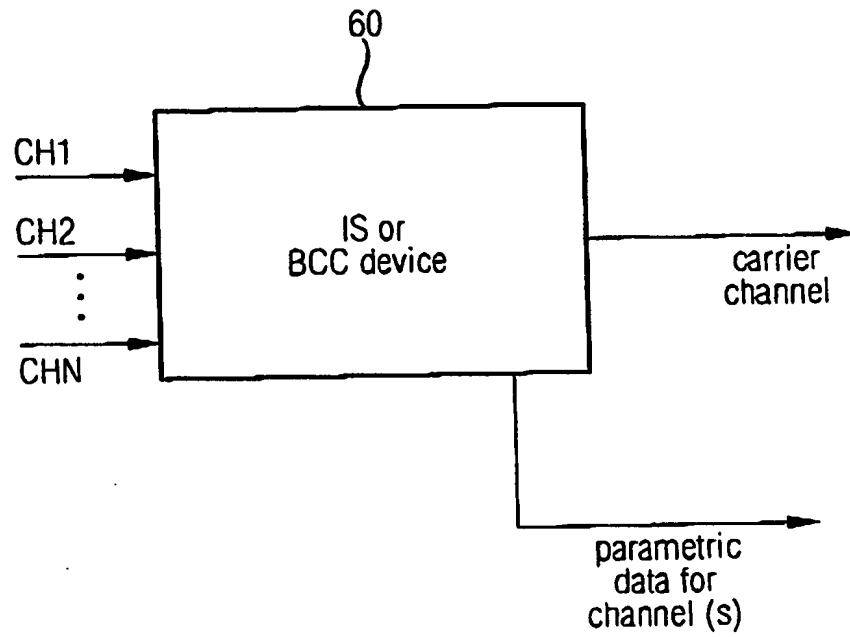 60
CH1
CH2
CHN
IS or
BCC device
carrier
channel
parametric
data for
channel (s)